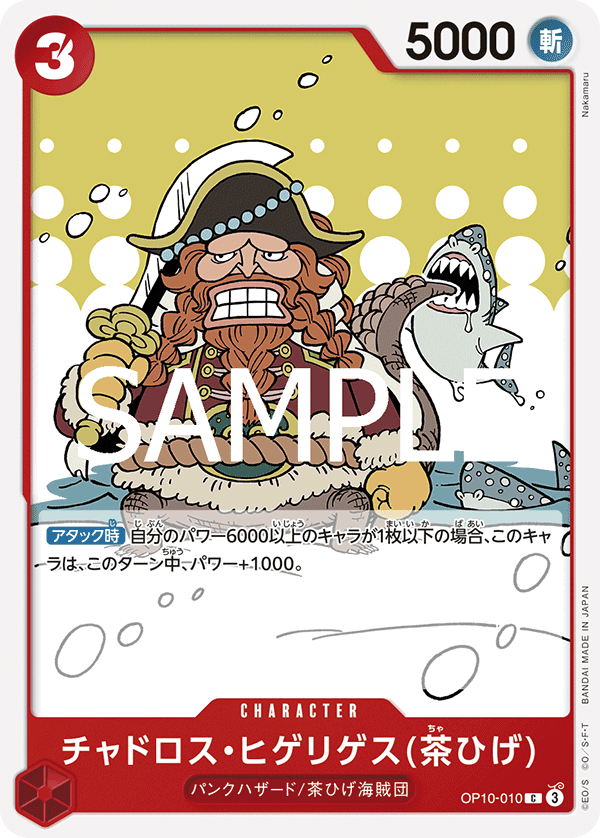 3
5000
斬
Nakamaru
SAMPLE
アタック時 自分のパワー6000以上のキャラが1枚以下の場合、このキャ
ラは、このターン中、パワー+1000。
CHARACTER
チャドロス・ヒゲリゲス(茶ひげ)
パンクハザード/茶ひげ海賊団
OP10-010 C 3
©E.O/S ©O/S・F・T BANDAI MADE IN JAPAN